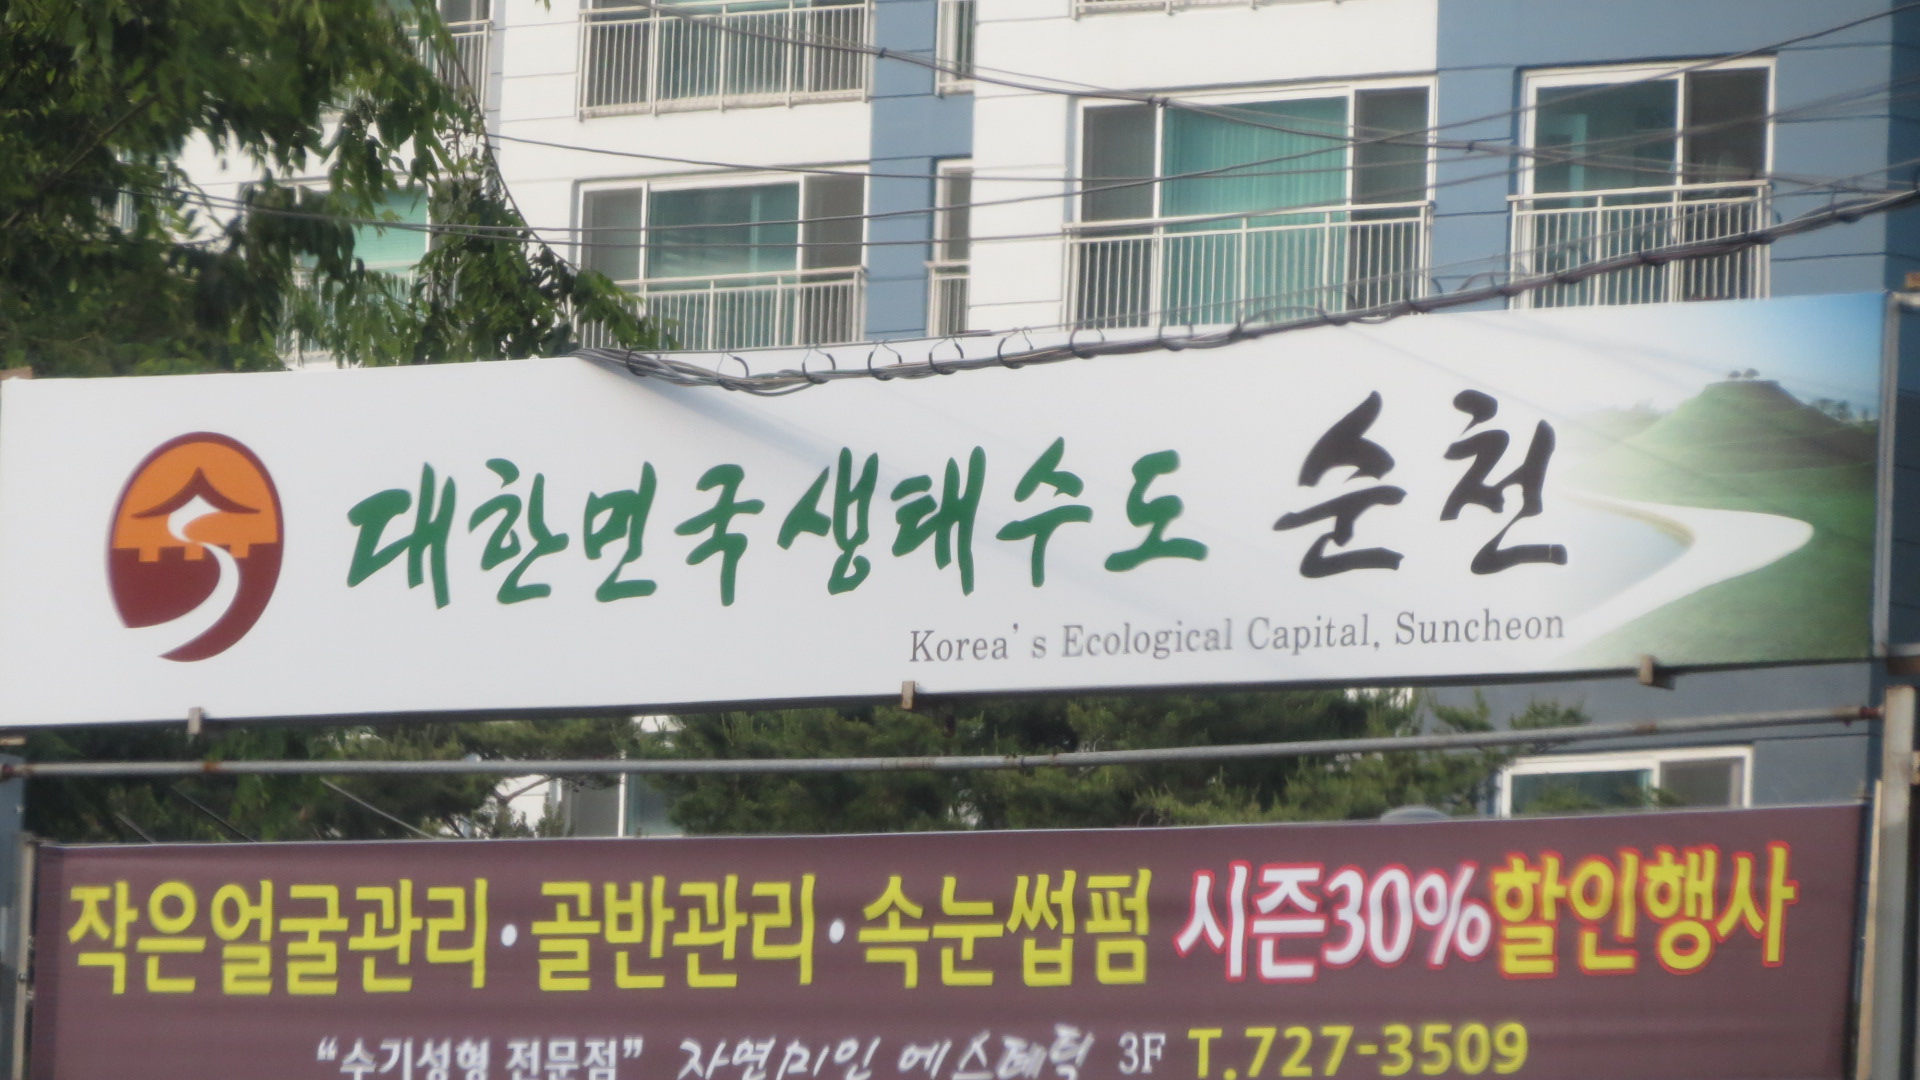 대한민국생태수도 순천
Korea's Ecological Capital, Suncheon
작은얼굴관리·골반관리·속눈썹펌 시즌30%할인행사
"수기성형 전문점" 자연미인 에스테틱 3F T.727-3509